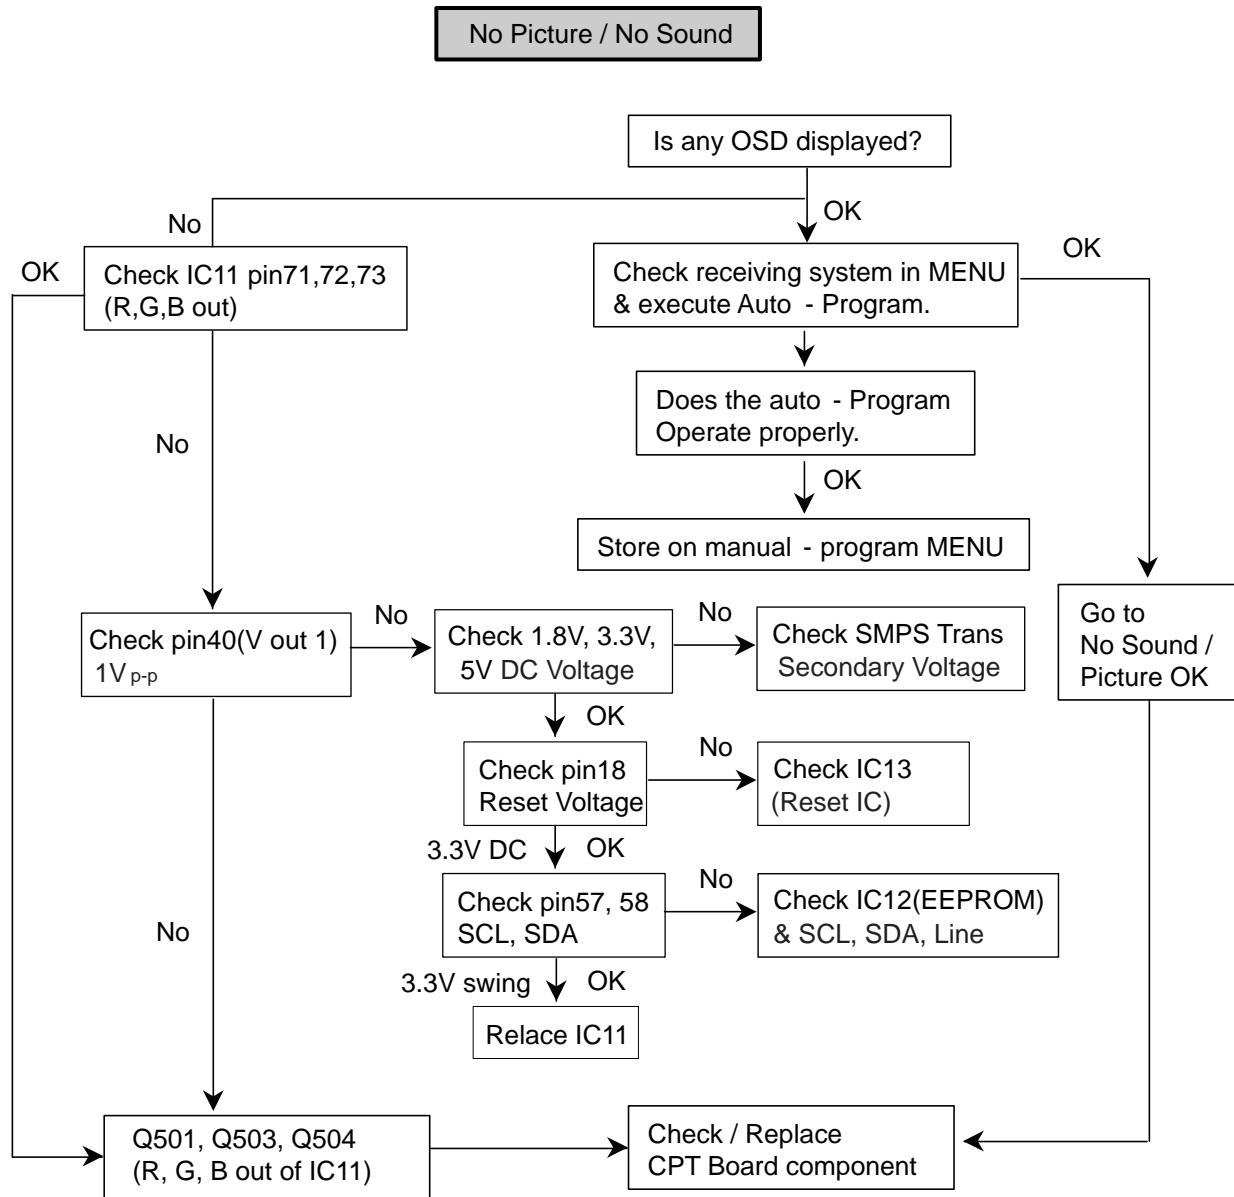 No Picture / No Sound
Is any OSD displayed?
No
OK
OK
Check IC11 pin71,72,73
(R,G,B out)
Check receiving system in MENU
& execute Auto - Program.
OK
Does the auto - Program
Operate properly.
No
OK
Store on manual - program MENU
Check pin40(V out 1)
1Vp-p
No
Check 1.8V, 3.3V,
5V DC Voltage
No
Check SMPS Trans
Secondary Voltage
Go to
No Sound /
Picture OK
OK
Check pin18
Reset Voltage
No
Check IC13
(Reset IC)
3.3V DC
OK
Check pin57, 58
SCL, SDA
No
Check IC12(EEPROM)
& SCL, SDA, Line
No
3.3V swing
OK
Relace IC11
Q501, Q503, Q504
(R, G, B out of IC11)
Check / Replace
CPT Board component